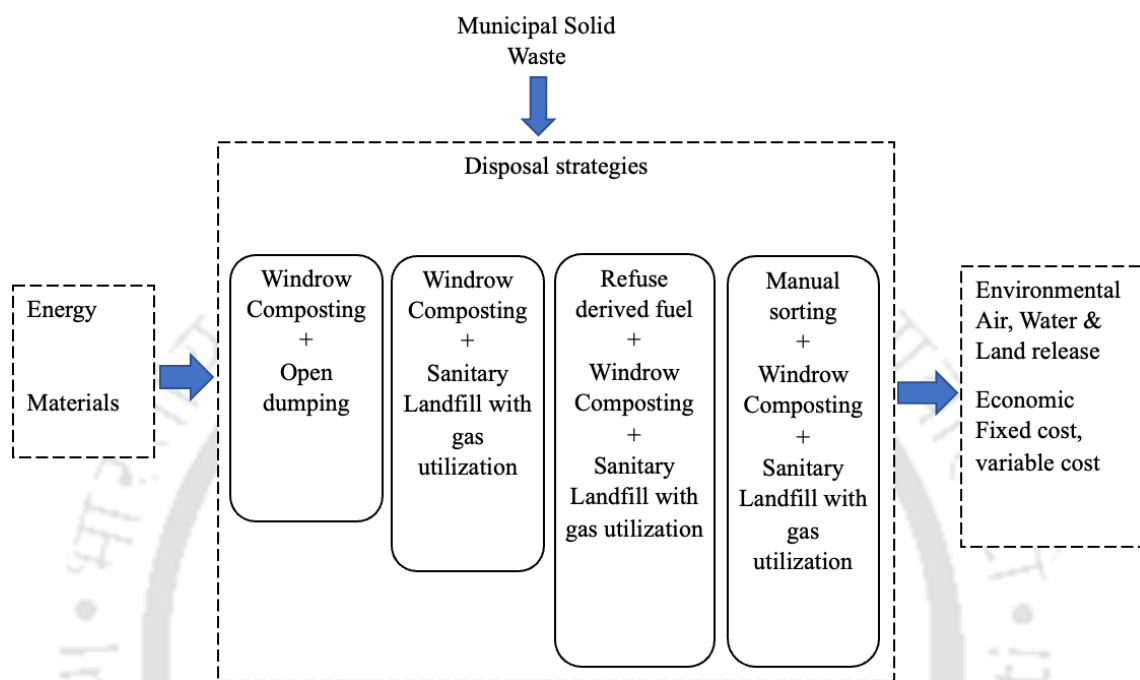 Municipal Solid
Waste
Disposal strategies
Energy
Materials
Windrow
Composting
+
Open
dumping
Windrow
Composting
+
Sanitary
Landfill with
gas
utilization
Refuse
derived fuel
+
Windrow
Composting
+
Sanitary
Landfill with
gas utilization
Manual
sorting
+
Windrow
Composting
+
Sanitary
Landfill with
gas
utilization
Environmental
Air, Water &
Land release
Economic
Fixed cost,
variable cost